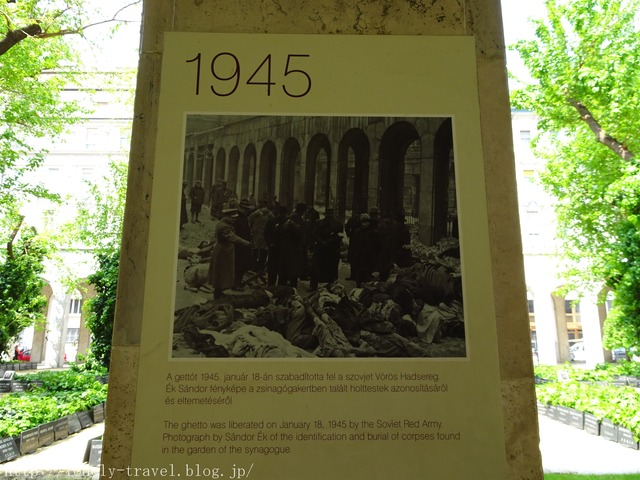 1945
A gettót 1945. január 18-án szabadította fel a szovjet Vörös Hadsereg.
Ék Sándor fényképe a zsinagógakertben talált holttestek azonosításáról
és eltemetéséről.
The ghetto was liberated on January 18, 1945 by the Soviet Red Army.
Photograph by Sándor Ék of the identification and burial of corpses found
in the garden of the synagogue.